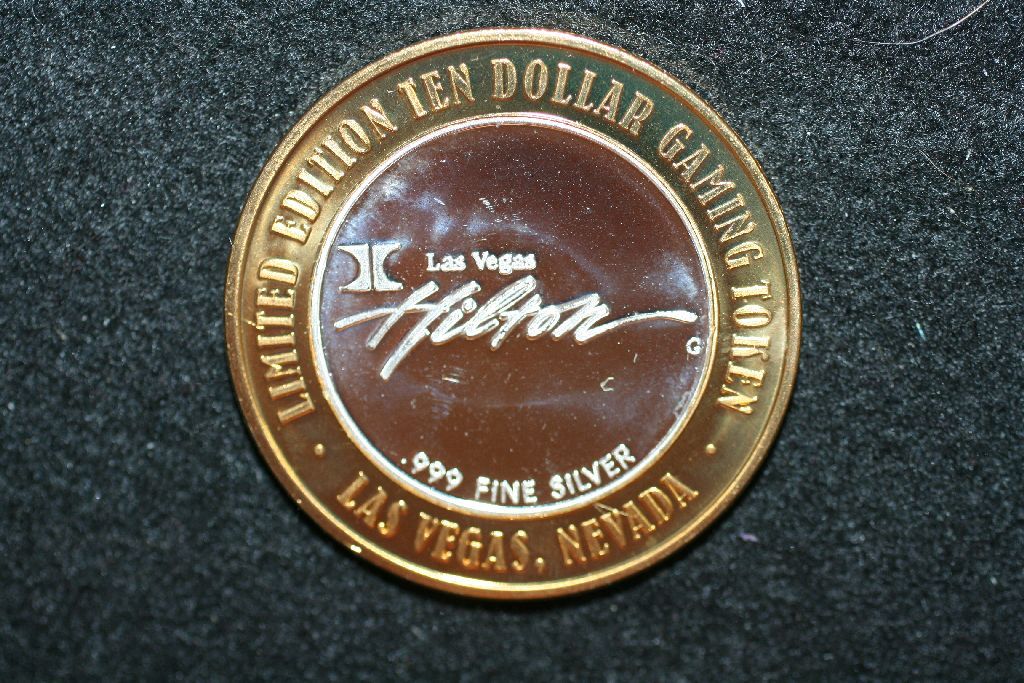 LIMITED EDITION TEN DOLLAR GAMING TOKEN
Las Vegas
Hilton
G
.999 FINE SILVER
• LAS VEGAS, NEVADA •